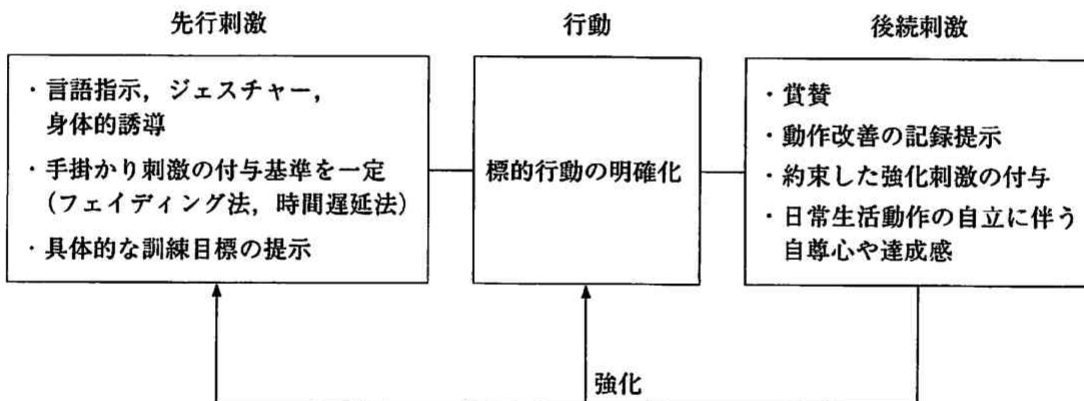 先行刺激
行動
後続刺激
・言語指示，ジェスチャー，
身体的誘導
・手掛かり刺激の付与基準を一定
（フェイディング法，時間遅延法）
・具体的な訓練目標の提示
標的行動の明確化
・賞賛
・動作改善の記録提示
・約束した強化刺激の付与
・日常生活動作の自立に伴う
自尊心や達成感
強化